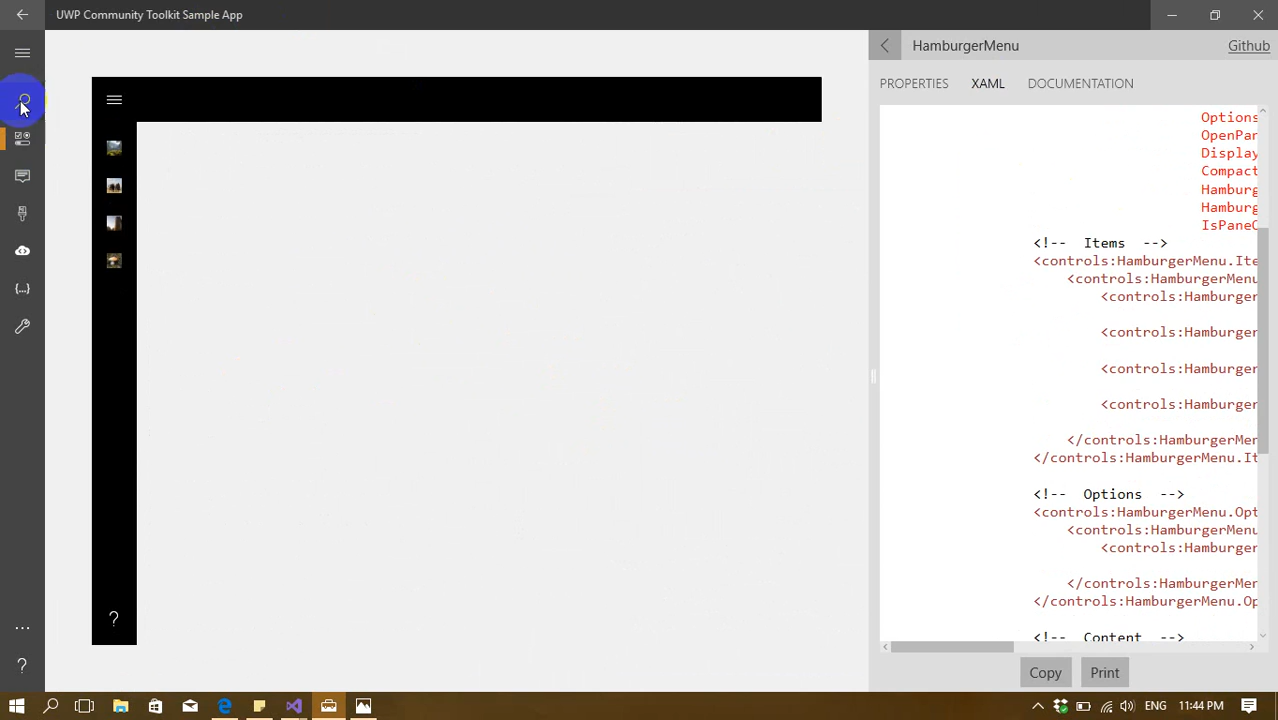 UWP Community Toolkit Sample App
HamburgerMenu
Github
PROPERTIES XAML DOCUMENTATION
Options
OpenPan
Display
Compact
Hamburg
Hamburg
IsPane
<!-- Items -->
<controls:HamburgerMenu.Ite
<controls:HamburgerMenu
<controls:Hamburger
<controls:Hamburger
<controls:Hamburger
<controls:Hamburger
</controls:HamburgerMen
</controls:HamburgerMenu.It
<!-- Options -->
<controls:HamburgerMenu.Opt
<controls:HamburgerMenu
<controls:Hamburger
</controls:HamburgerMen
</controls:HamburgerMenu.Op
<!-- Content -->
Copy Print
ENG 11:44 PM